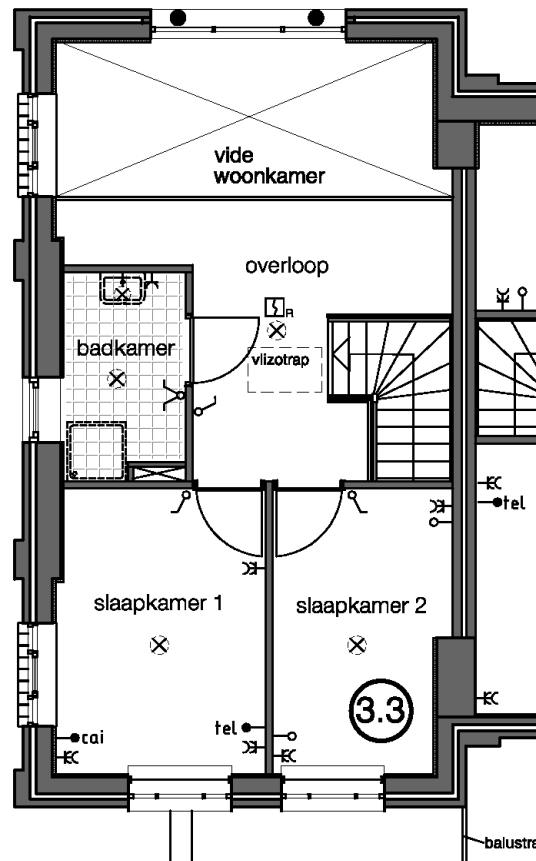 vide
woonkamer
overloop
R
badkamer
vlizotrap
tel
slaapkamer 1
slaapkamer 2
3.3
cai
tel
balustra